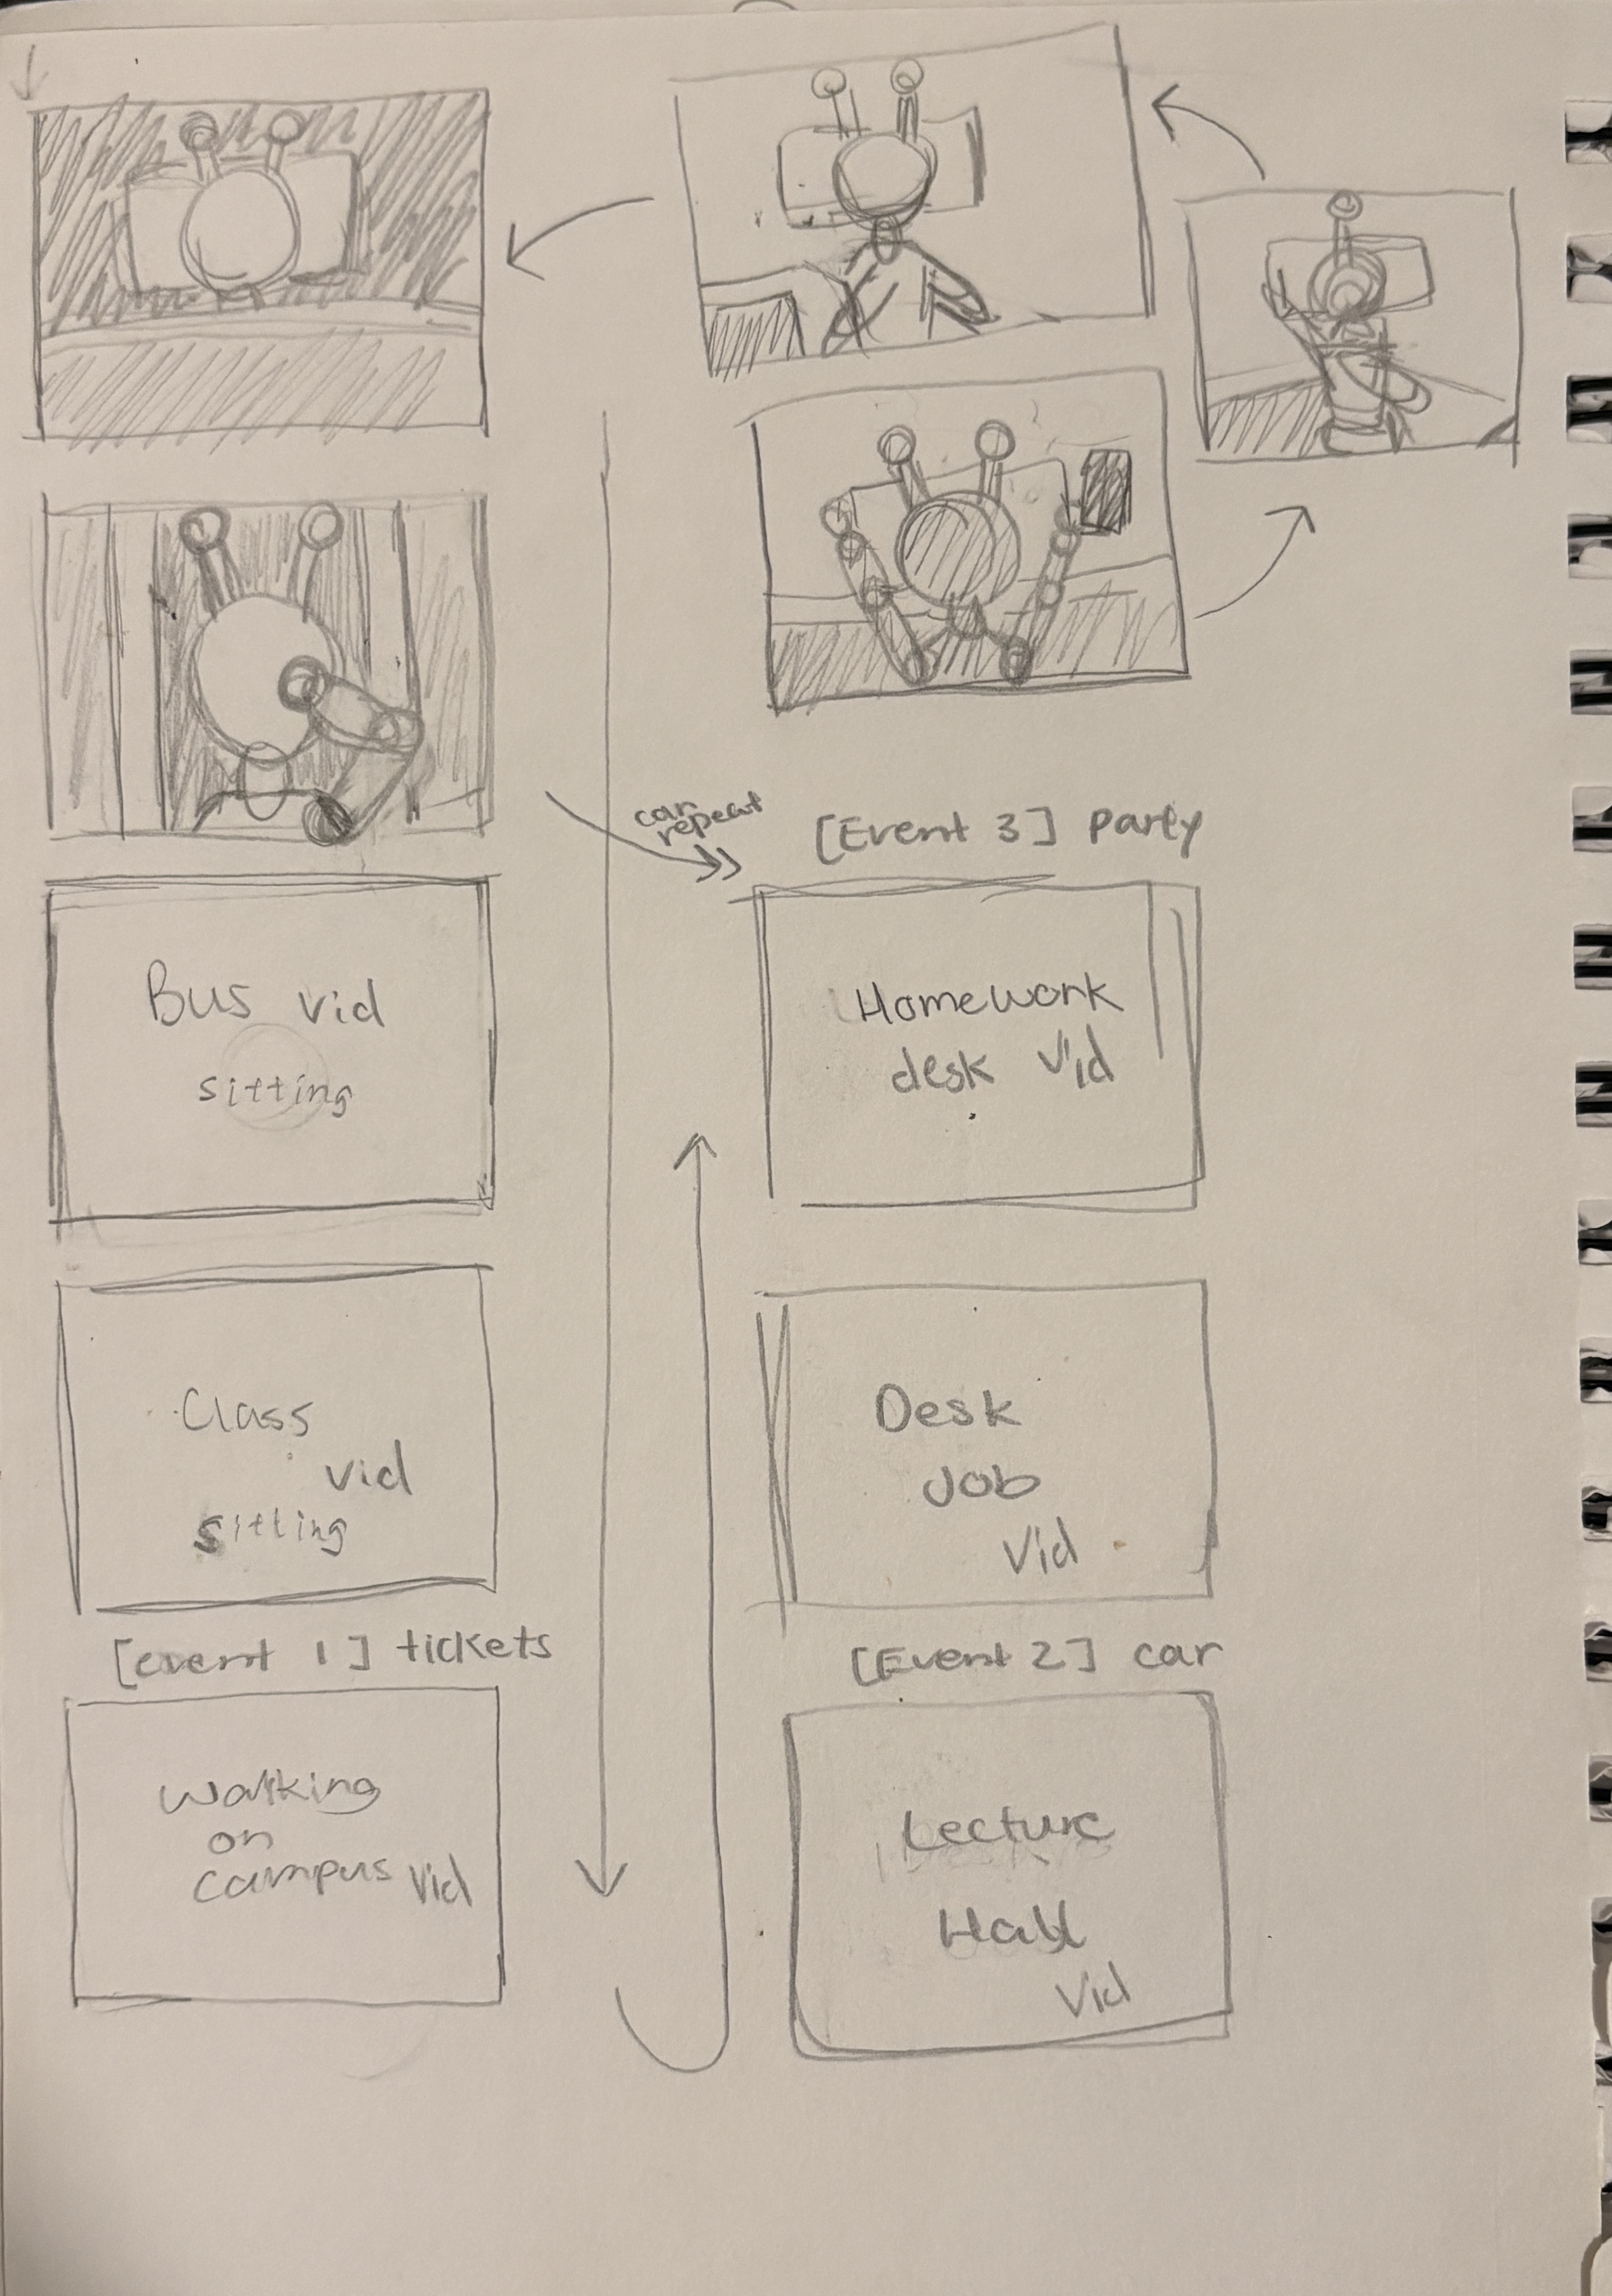 Bus vid
sitting
Class
vid
sitting
[event 1] tickets
Walking
on
campus vid
car
repeat
[Event 3] party
Homework
desk vid
Desk
Job
Vid
[Event 2] car
Lecture
Hall
Vid